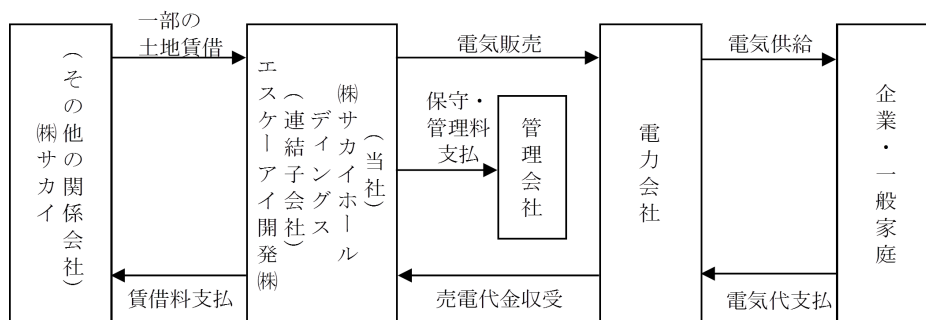 一部の
土地賃借
(その他の関係会社)
㈱サカイ
賃借料支払
(当社)
㈱サカイホール
ディングス
(連結子会社)
エスケーアイ開発㈱
電気販売
保守・
管理料
支払
管理会社
売電代金収受
電力会社
電気供給
電気代支払
企業・一般家庭